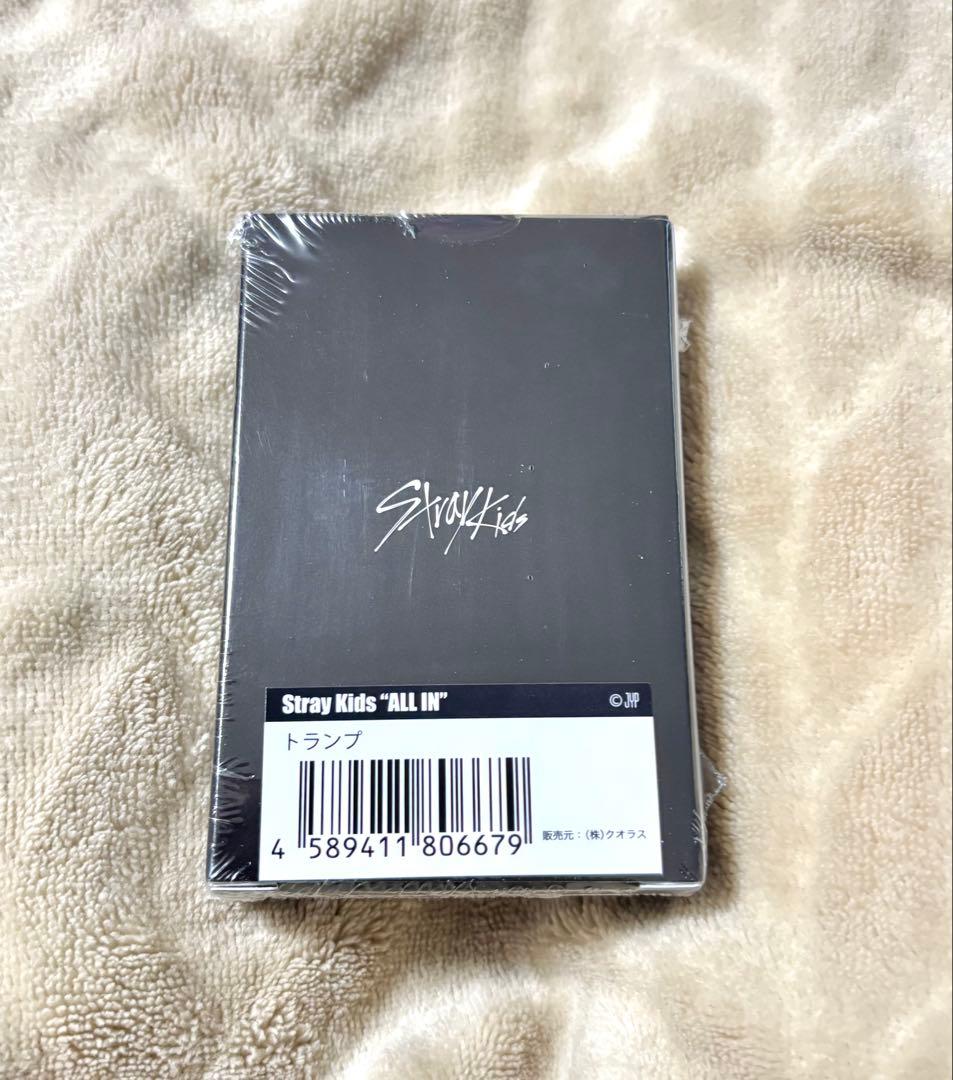 Stray Kids
Stray Kids “ALL IN”
© JYP
トランプ
4 589411 806679
販売元：(株)クオラス